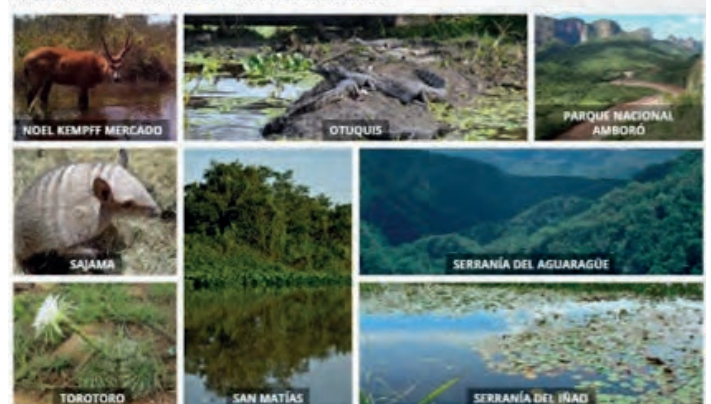 NOEL KEMPFF MERCADO
OTUQUIS
PARQUE NACIONAL
AMBORÓ
SAJAMA
SERRANÍA DEL AGUARAGÜE
TOROTORO
SAN MATÍAS
SERRANÍA DEL IÑAO